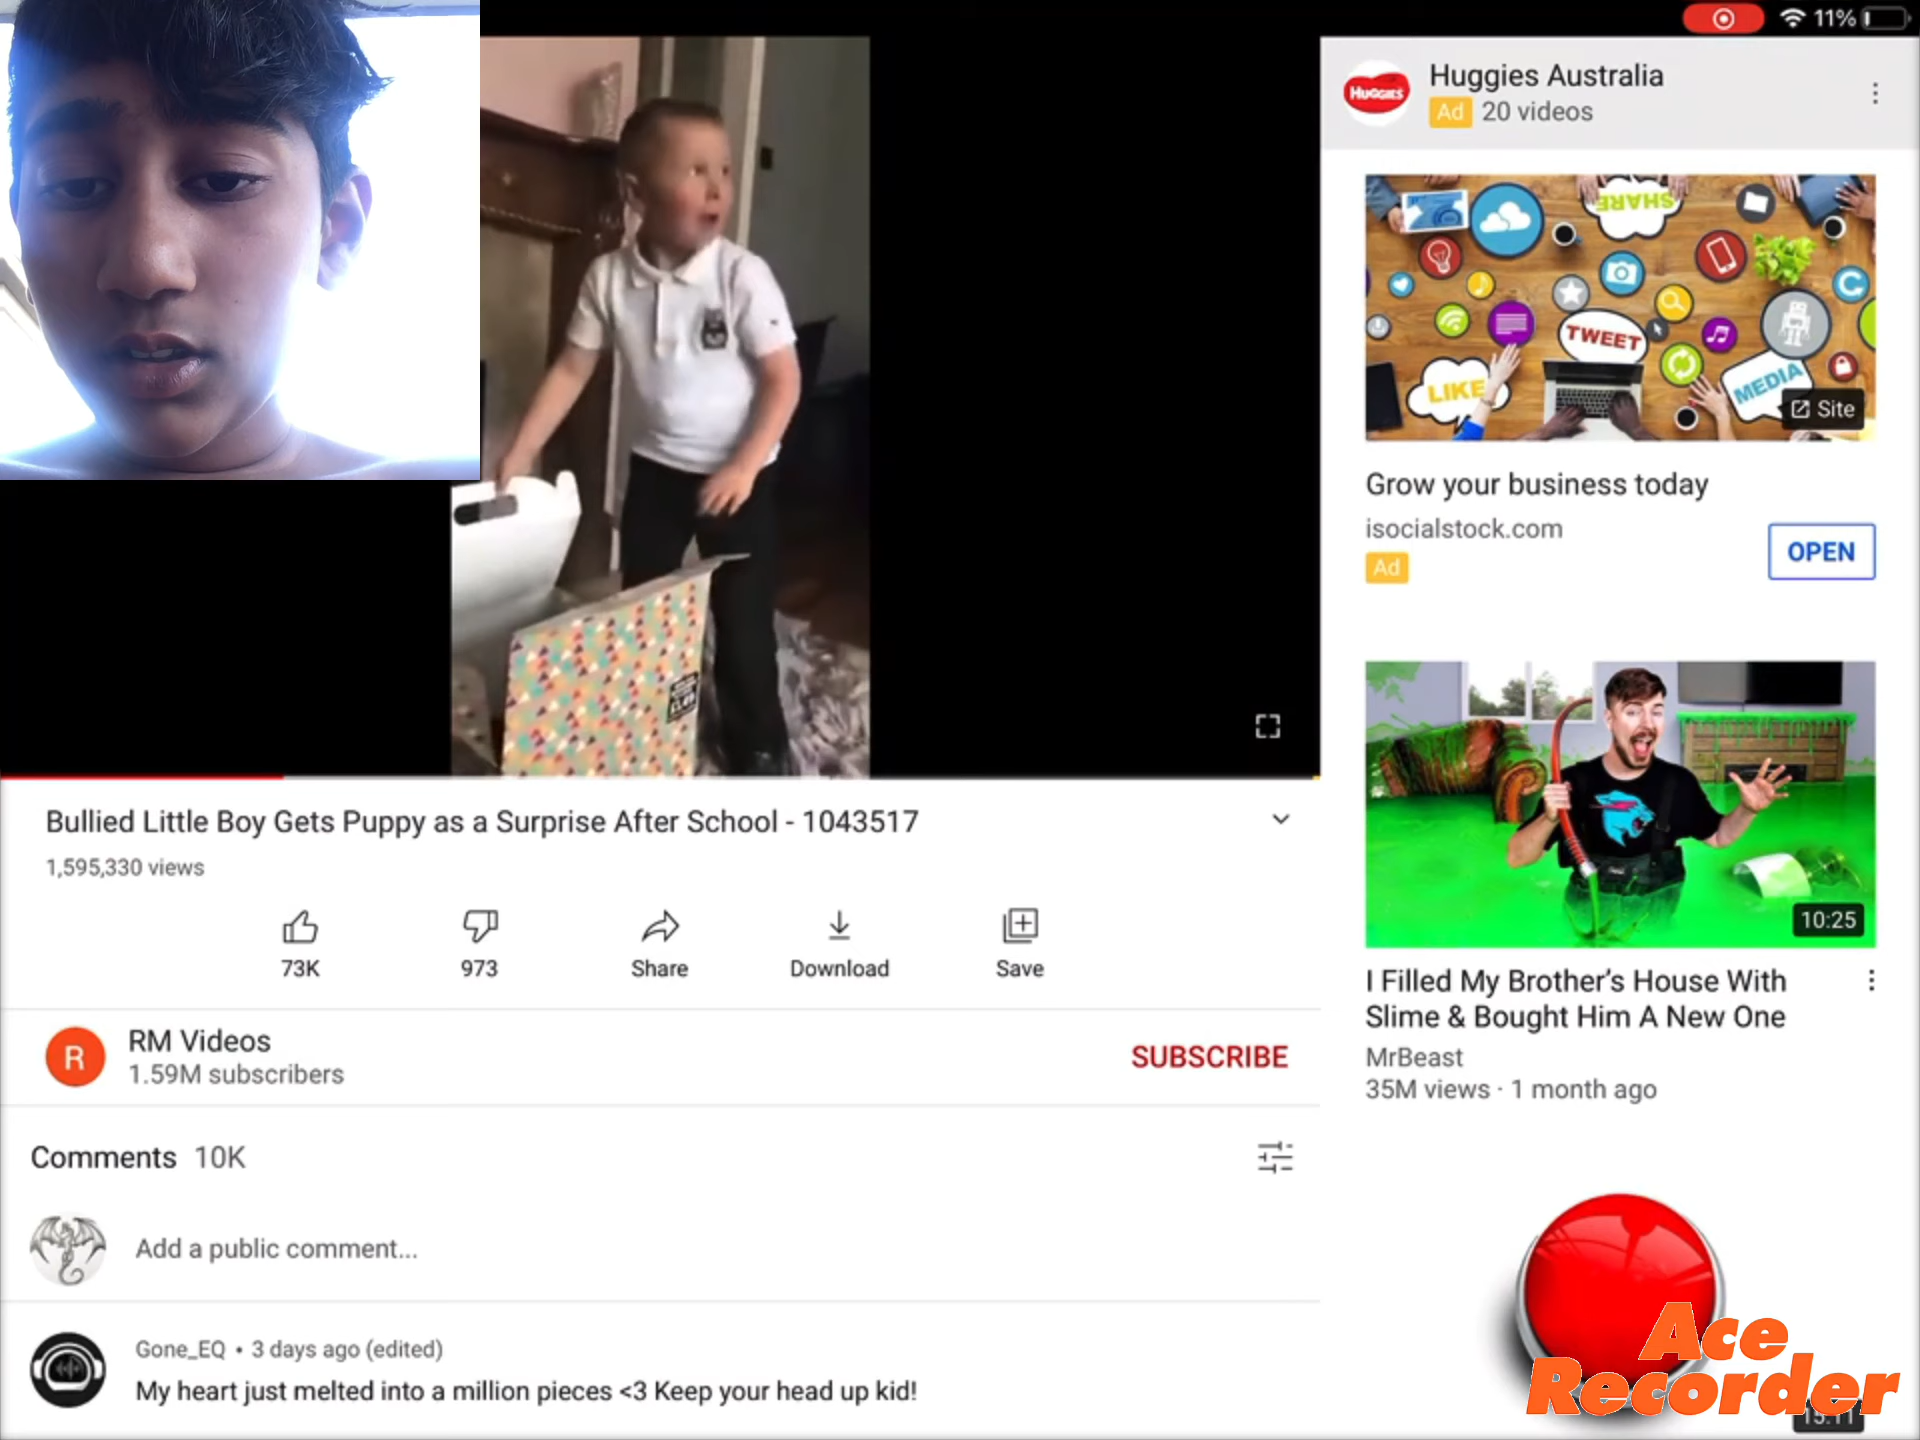 11%
HUGGIES
Huggies Australia
Ad 20 videos
SHARE
TWEET
LIKE
MEDIA
Site
Grow your business today
isocialstock.com
Ad
OPEN
10:25
I Filled My Brother's House With
Slime & Bought Him A New One
MrBeast
35M views · 1 month ago
Bullied Little Boy Gets Puppy as a Surprise After School - 1043517
1,595,330 views
73K
973
Share
Download
Save
R
RM Videos
1.59M subscribers
SUBSCRIBE
Comments 10K
Add a public comment...
Gone_EQ • 3 days ago (edited)
My heart just melted into a million pieces <3 Keep your head up kid!
Ace
Recorder
15:11